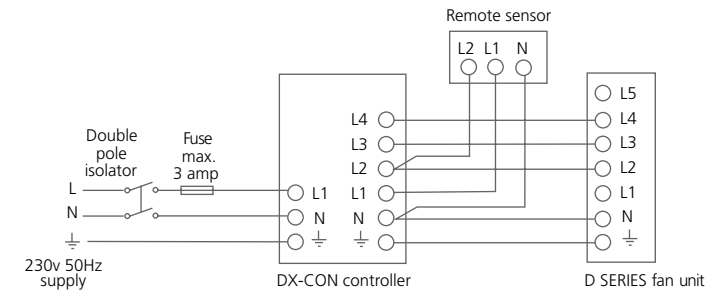 Remote sensor
L2 L1 N
L5
L4 L4
L3 L3
Double
pole
isolator
Fuse
max.
3 amp
L2 L2
L L1 L1 L1
N N N N
230v 50Hz
supply
DX-CON controller
D SERIES fan unit